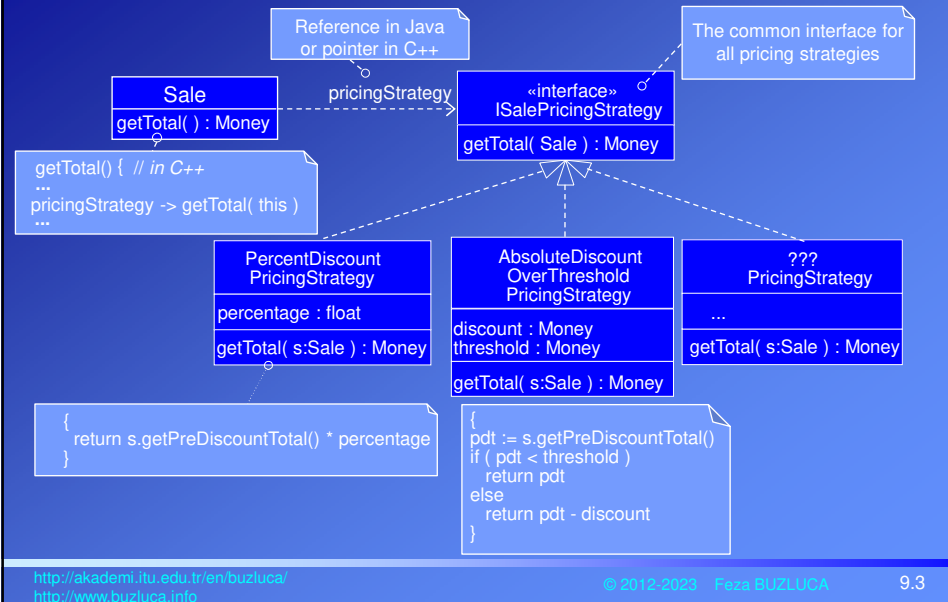 Reference in Java
or pointer in C++
The common interface for
all pricing strategies
Sale
getTotal( ) : Money
pricingStrategy
«interface»
ISalePricingStrategy
getTotal( Sale ) : Money
getTotal() { // in C++
...
pricingStrategy -> getTotal( this )
...
PercentDiscount
PricingStrategy
percentage : float
getTotal( s:Sale ) : Money
AbsoluteDiscount
OverThreshold
PricingStrategy
discount : Money
threshold : Money
getTotal( s:Sale ) : Money
???
PricingStrategy
...
getTotal( s:Sale ) : Money
{
return s.getPreDiscountTotal() * percentage
}
{
pdt := s.getPreDiscountTotal()
if ( pdt < threshold )
return pdt
else
return pdt - discount
}
http://akademi.itu.edu.tr/en/buzluca/
http://www.buzluca.info
© 2012-2023 Feza BUZLUCA
9.3